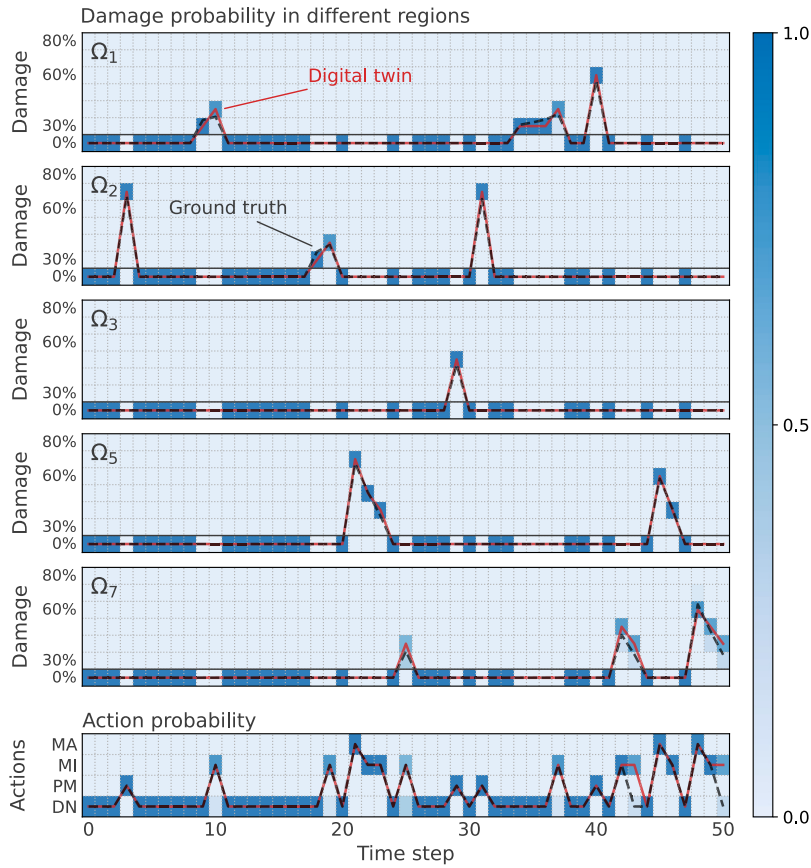 Damage probability in different regions
Damage
80%
60%
30%
0%
Ω1
Digital twin
Damage
80%
60%
30%
0%
Ω2
Ground truth
Damage
80%
60%
30%
0%
Ω3
Damage
80%
60%
30%
0%
Ω5
Damage
80%
60%
30%
0%
Ω7
Action probability
Actions
MA
MI
PM
DN
0 10 20 30 40 50
Time step
1.0
0.5
0.0